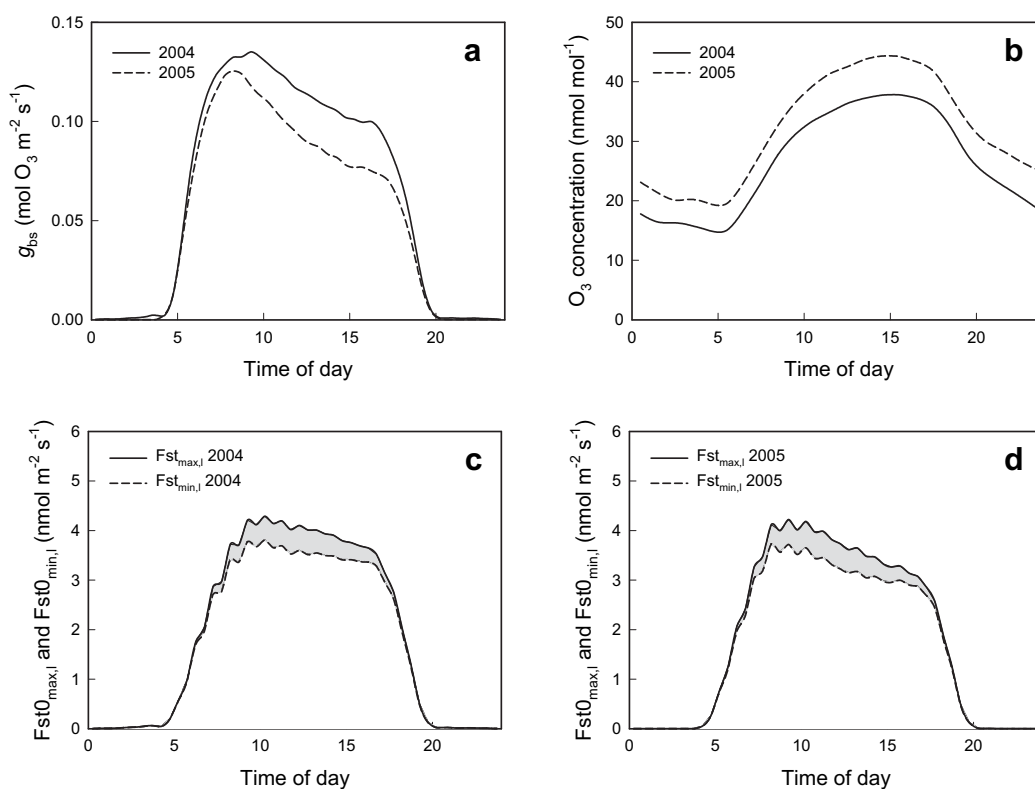 a
2004
2005
0.15
0.10
0.05
0.00
g_bs (mol O₃ m⁻² s⁻¹)
0 5 10 15 20
Time of day
b
2004
2005
50
40
30
20
10
0
O₃ concentration (nmol mol⁻¹)
0 5 10 15 20
Time of day
c
Fst_max,l 2004
Fst_min,l 2004
6
5
4
3
2
1
0
Fst0_max,l and Fst0_min,l (nmol m⁻² s⁻¹)
0 5 10 15 20
Time of day
d
Fst_max,l 2005
Fst_min,l 2005
6
5
4
3
2
1
0
Fst0_max,l and Fst0_min,l (nmol m⁻² s⁻¹)
0 5 10 15 20
Time of day